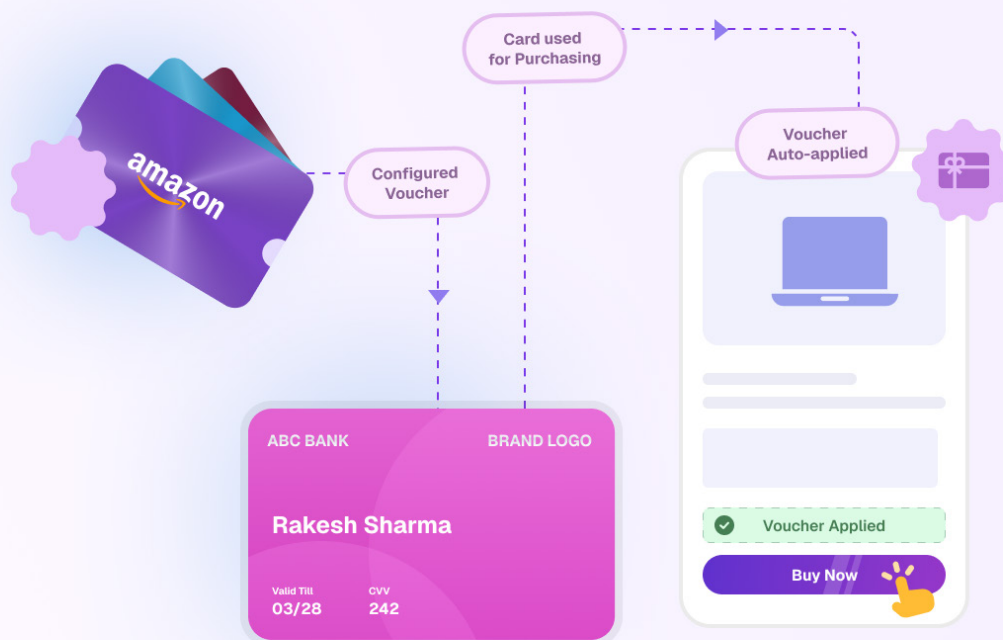 Card used
for Purchasing
amazon
Configured
Voucher
Voucher
Auto-applied
ABC BANK
BRAND LOGO
Rakesh Sharma
Valid Till
CVV
03/28
242
Voucher Applied
Buy Now